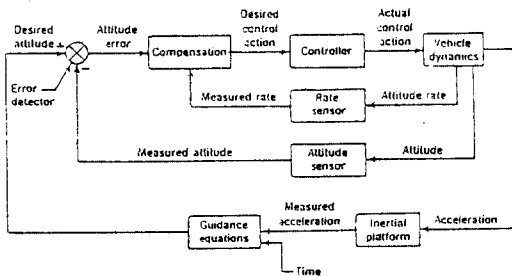 Desired
attitude +
Attitude
error
Desired
control
action
Actual
control
action
Compensation
Controller
Vehicle
dynamics
Error
detector
−
Measured rate
Rate
sensor
Attitude rate
Measured attitude
Attitude
sensor
Attitude
Guidance
equations
Measured
acceleration
Inertial
platform
Acceleration
Time